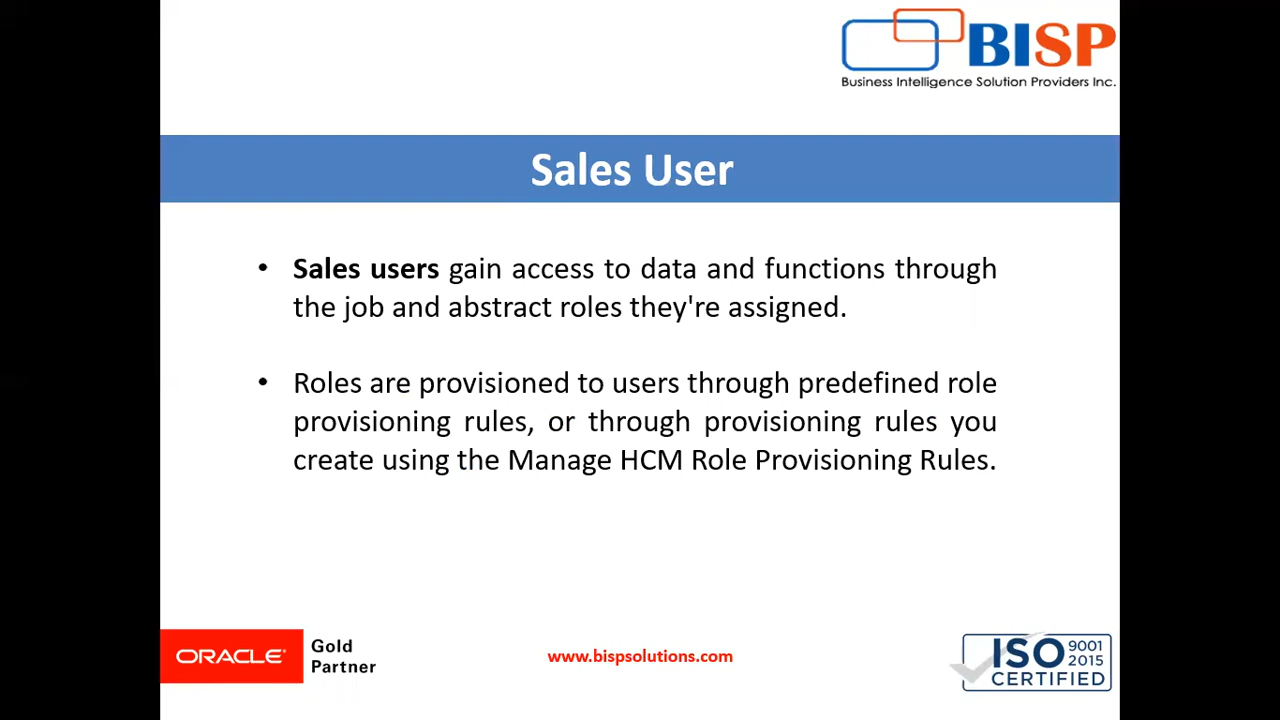 BISP
Business Intelligence Solution Providers Inc.
Sales User
• Sales users gain access to data and functions through
the job and abstract roles they're assigned.
• Roles are provisioned to users through predefined role
provisioning rules, or through provisioning rules you
create using the Manage HCM Role Provisioning Rules.
ORACLE® Gold
Partner
www.bispsolutions.com
ISO 9001
2015
CERTIFIED